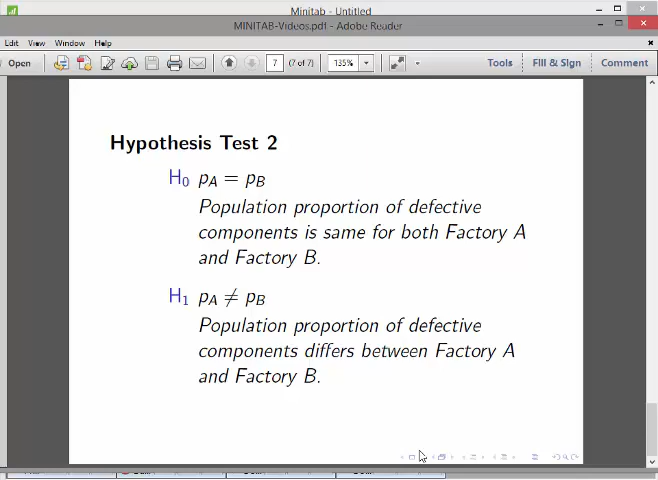 Minitab - Untitled
MINITAB-Videos.pdf - Adobe Reader
Edit View Window Help
Open 7 (7 of 7) 135% Tools Fill & Sign Comment
Hypothesis Test 2
H0 pA = pB
Population proportion of defective
components is same for both Factory A
and Factory B.
H1 pA ≠ pB
Population proportion of defective
components differs between Factory A
and Factory B.